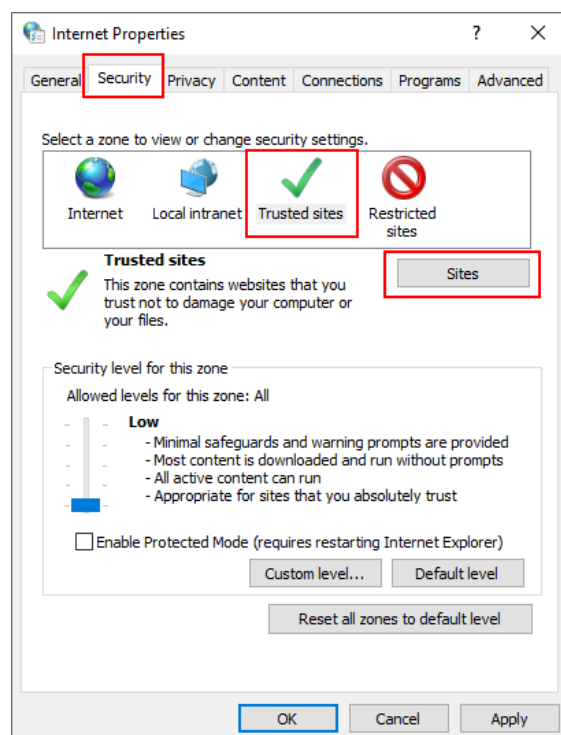 Internet Properties
?
General Security Privacy Content Connections Programs Advanced
Select a zone to view or change security settings.
Internet
Local intranet
Trusted sites
Restricted
sites
Trusted sites
This zone contains websites that you
trust not to damage your computer or
your files.
Sites
Security level for this zone
Allowed levels for this zone: All
Low
- Minimal safeguards and warning prompts are provided
- Most content is downloaded and run without prompts
- All active content can run
- Appropriate for sites that you absolutely trust
Enable Protected Mode (requires restarting Internet Explorer)
Custom level... Default level
Reset all zones to default level
OK Cancel Apply